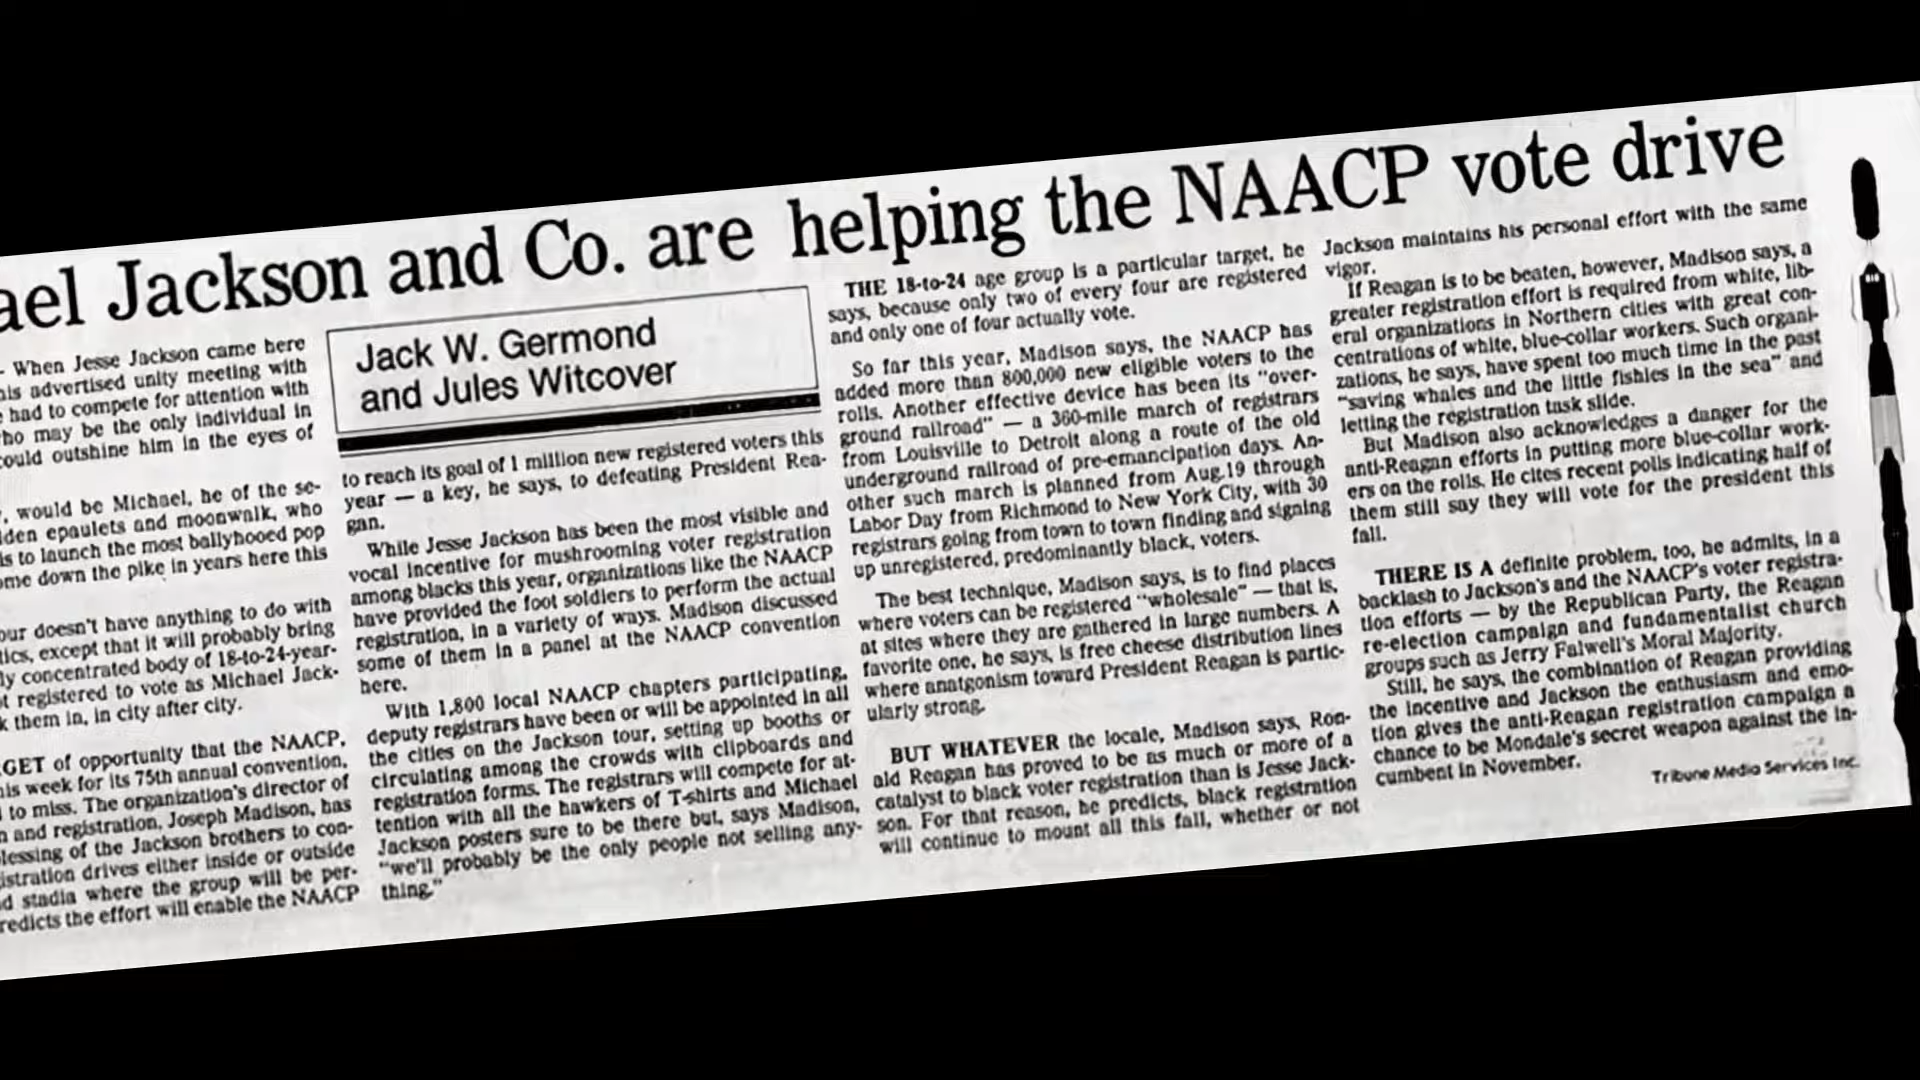 ael Jackson and Co. are helping the NAACP vote drive
- When Jesse Jackson came here
his advertised unity meeting with
had to compete for attention with
ho may be the only individual in
could outshine him in the eyes of
, would be Michael, he of the se-
lden epaulets and moonwalk, who
is to launch the most ballyhooed pop
ome down the pike in years here this
our doesn't have anything to do with
tics, except that it will probably bring
ly concentrated body of 18-to-24-year-
t registered to vote as Michael Jack-
k them in, in city after city.
GET of opportunity that the NAACP,
his week for its 75th annual convention,
to miss. The organization's director of
n and registration, Joseph Madison, has
lessing of the Jackson brothers to con-
istration drives either inside or outside
d stadia where the group will be per-
redicts the effort will enable the NAACP
Jack W. Germond
and Jules Witcover
to reach its goal of 1 million new registered voters this
year — a key, he says, to defeating President Rea-
gan.
While Jesse Jackson has been the most visible and
vocal incentive for mushrooming voter registration
among blacks this year, organizations like the NAACP
have provided the foot soldiers to perform the actual
registration, in a variety of ways. Madison discussed
some of them in a panel at the NAACP convention
here.
With 1,800 local NAACP chapters participating,
deputy registrars have been or will be appointed in all
the cities on the Jackson tour, setting up booths or
circulating among the crowds with clipboards and
registration forms. The registrars will compete for at-
tention with all the hawkers of T-shirts and Michael
Jackson posters sure to be there but, says Madison,
"we'll probably be the only people not selling any-
thing."
THE 18-to-24 age group is a particular target, he
says, because only two of every four are registered
and only one of four actually vote.
So far this year, Madison says, the NAACP has
added more than 800,000 new eligible voters to the
rolls. Another effective device has been its "over-
ground railroad" — a 360-mile march of registrars
from Louisville to Detroit along a route of the old
underground railroad of pre-emancipation days. An-
other such march is planned from Aug.19 through
Labor Day from Richmond to New York City, with 30
registrars going from town to town finding and signing
up unregistered, predominantly black, voters.
The best technique, Madison says, is to find places
where voters can be registered "wholesale" — that is,
at sites where they are gathered in large numbers. A
favorite one, he says, is free cheese distribution lines
where anatgonism toward President Reagan is partic-
ularly strong.
BUT WHATEVER the locale, Madison says, Ron-
ald Reagan has proved to be as much or more of a
catalyst to black voter registration than is Jesse Jack-
son. For that reason, he predicts, black registration
will continue to mount all this fall, whether or not
Jackson maintains his personal effort with the same
vigor.
If Reagan is to be beaten, however, Madison says, a
greater registration effort is required from white, lib-
eral organizations in Northern cities with great con-
centrations of white, blue-collar workers. Such organi-
zations, he says, have spent too much time in the past
"saving whales and the little fishies in the sea" and
letting the registration task slide.
But Madison also acknowledges a danger for the
anti-Reagan efforts in putting more blue-collar work-
ers on the rolls. He cites recent polls indicating half of
them still say they will vote for the president this
fall.
THERE IS A definite problem, too, he admits, in a
backlash to Jackson's and the NAACP's voter registra-
tion efforts — by the Republican Party, the Reagan
re-election campaign and fundamentalist church
groups such as Jerry Falwell's Moral Majority.
Still, he says, the combination of Reagan providing
the incentive and Jackson the enthusiasm and emo-
tion gives the anti-Reagan registration campaign a
chance to be Mondale's secret weapon against the in-
cumbent in November.
Tribune Media Services Inc.